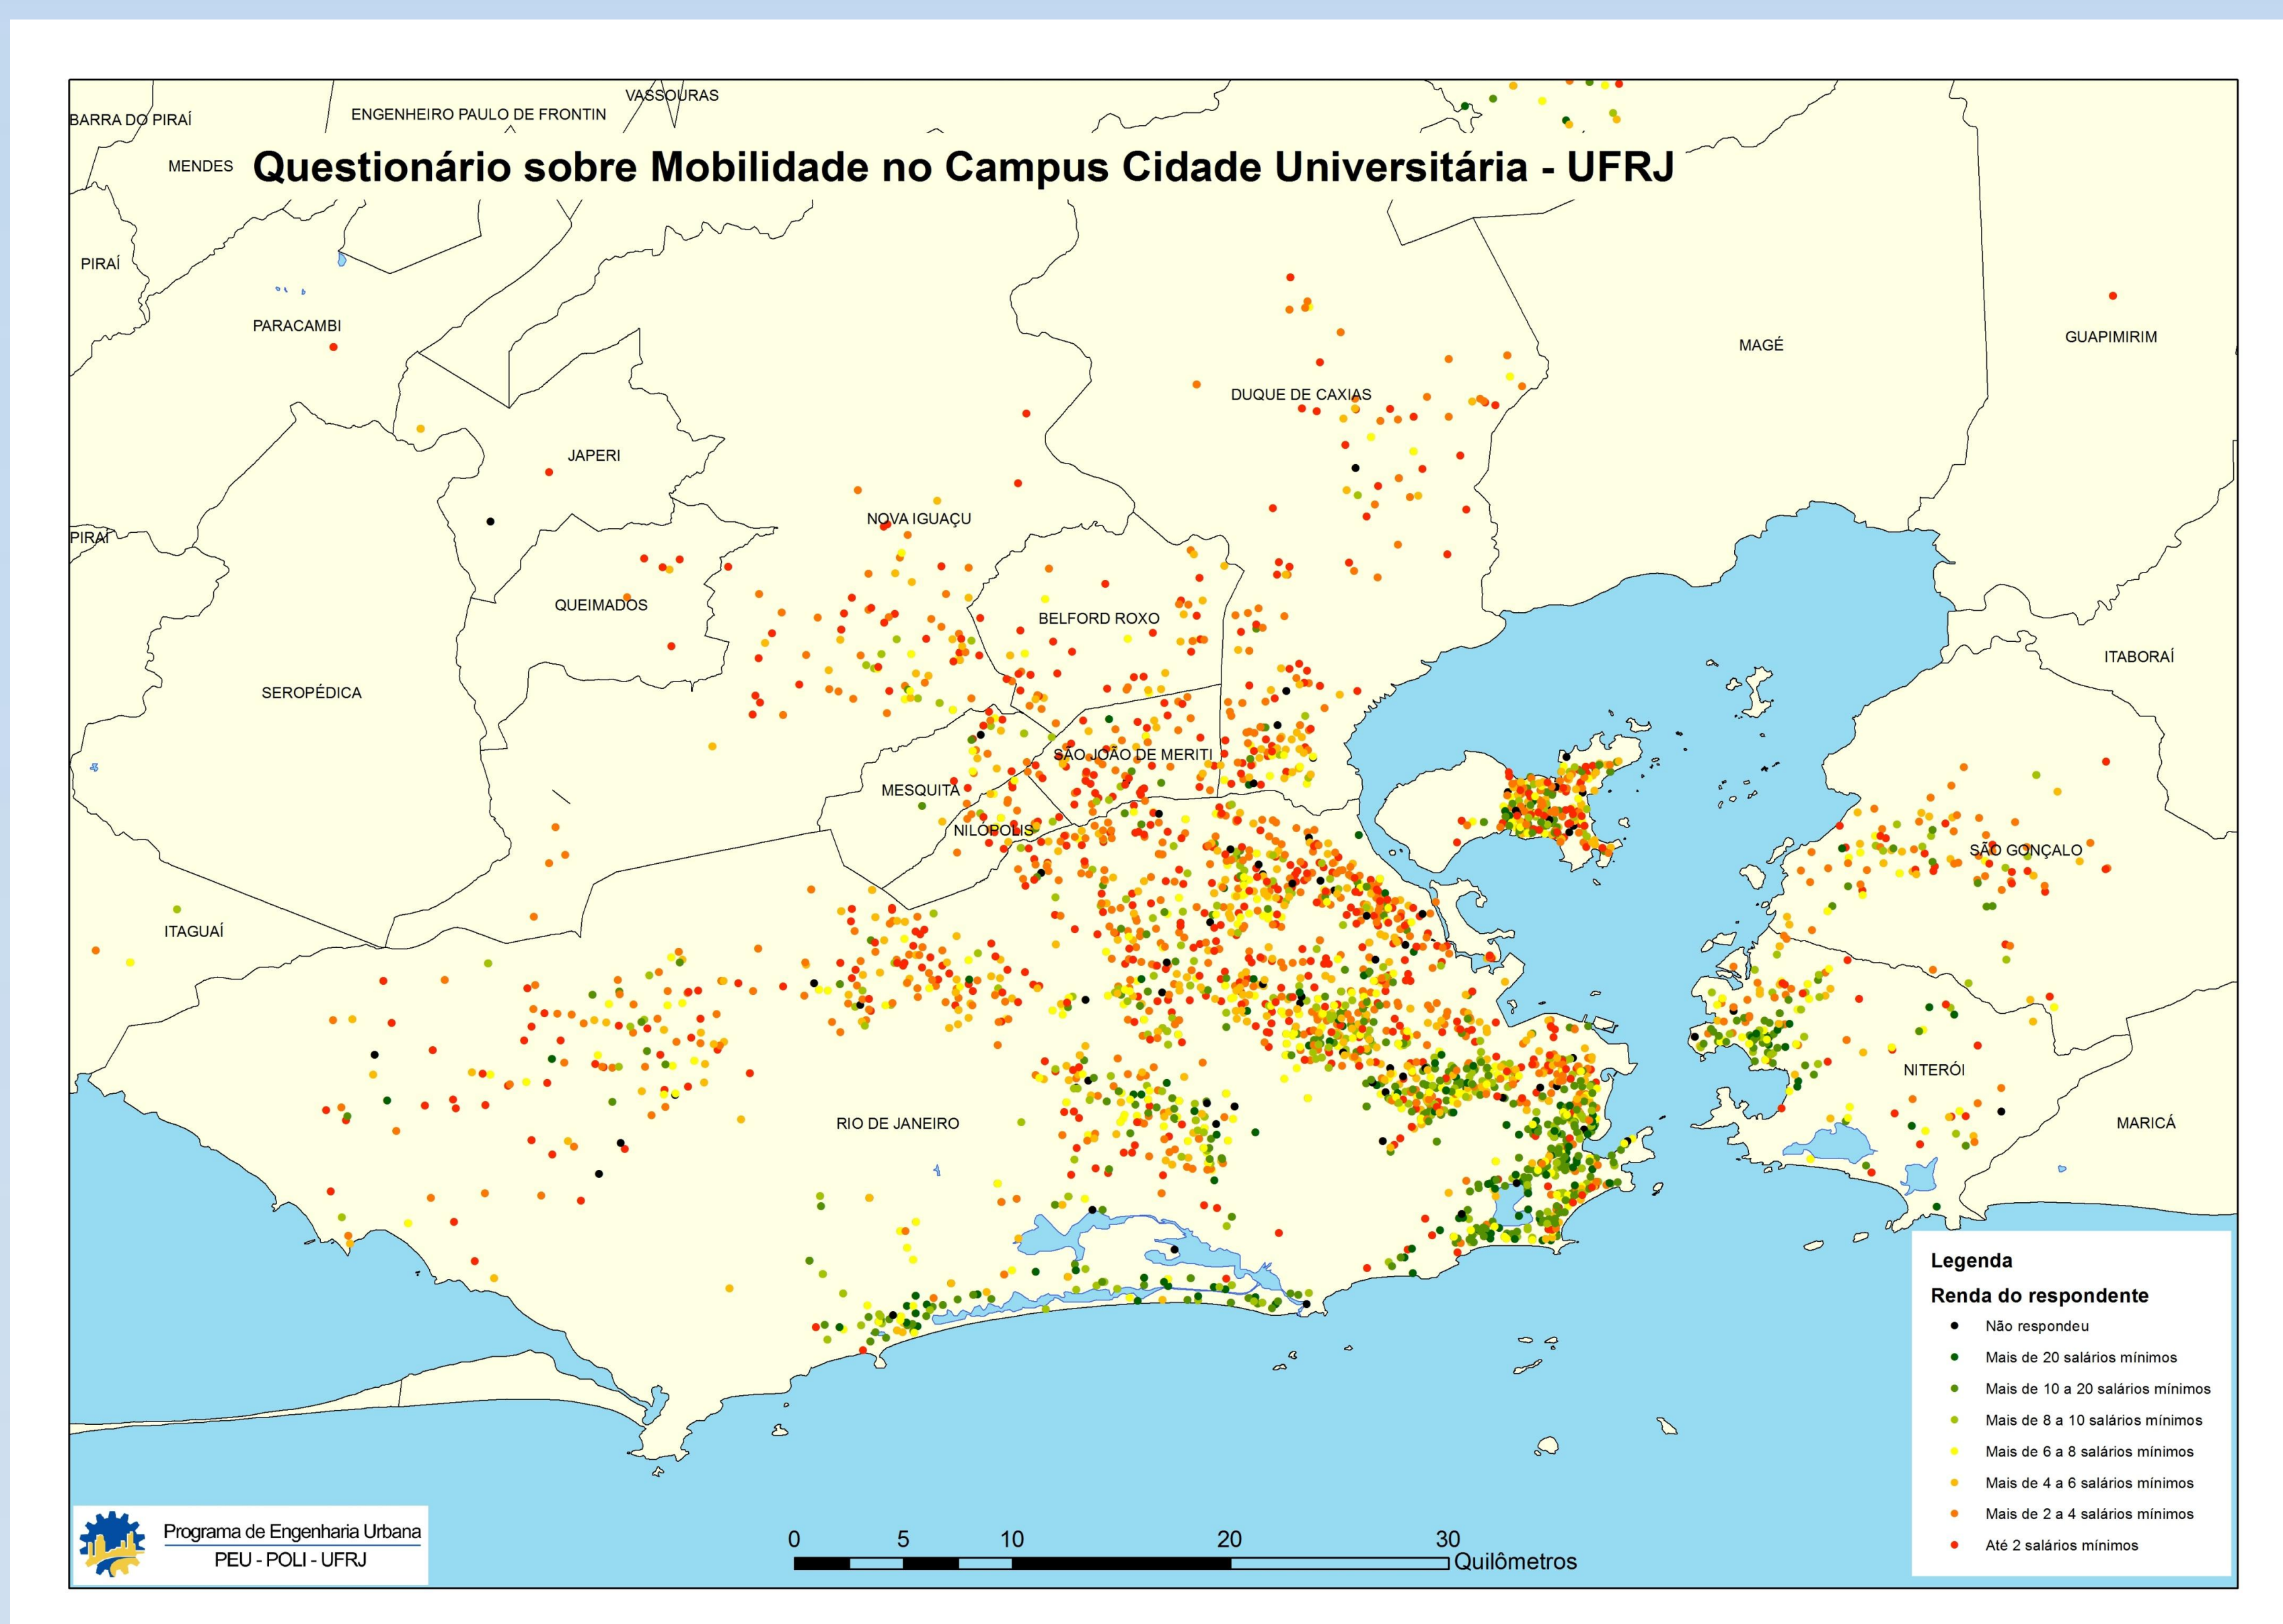 VASSOURAS
ENGENHEIRO PAULO DE FRONTIN
BARRA DO PIRAÍ
MENDES
Questionário sobre Mobilidade no Campus Cidade Universitária - UFRJ
PIRAÍ
PARACAMBI
GUAPIMIRIM
MAGÉ
DUQUE DE CAXIAS
JAPERI
NOVA IGUAÇU
PIRAÍ
QUEIMADOS
BELFORD ROXO
ITABORAÍ
SEROPÉDICA
SÃO JOÃO DE MERITI
MESQUITA
NILÓPOLIS
SÃO GONÇALO
ITAGUAÍ
NITERÓI
RIO DE JANEIRO
MARICÁ
Legenda
Renda do respondente
Não respondeu
Mais de 20 salários mínimos
Mais de 10 a 20 salários mínimos
Mais de 8 a 10 salários mínimos
Mais de 6 a 8 salários mínimos
Mais de 4 a 6 salários mínimos
Mais de 2 a 4 salários mínimos
Até 2 salários mínimos
Programa de Engenharia Urbana
PEU - POLI - UFRJ
0 5 10 20 30
Quilômetros